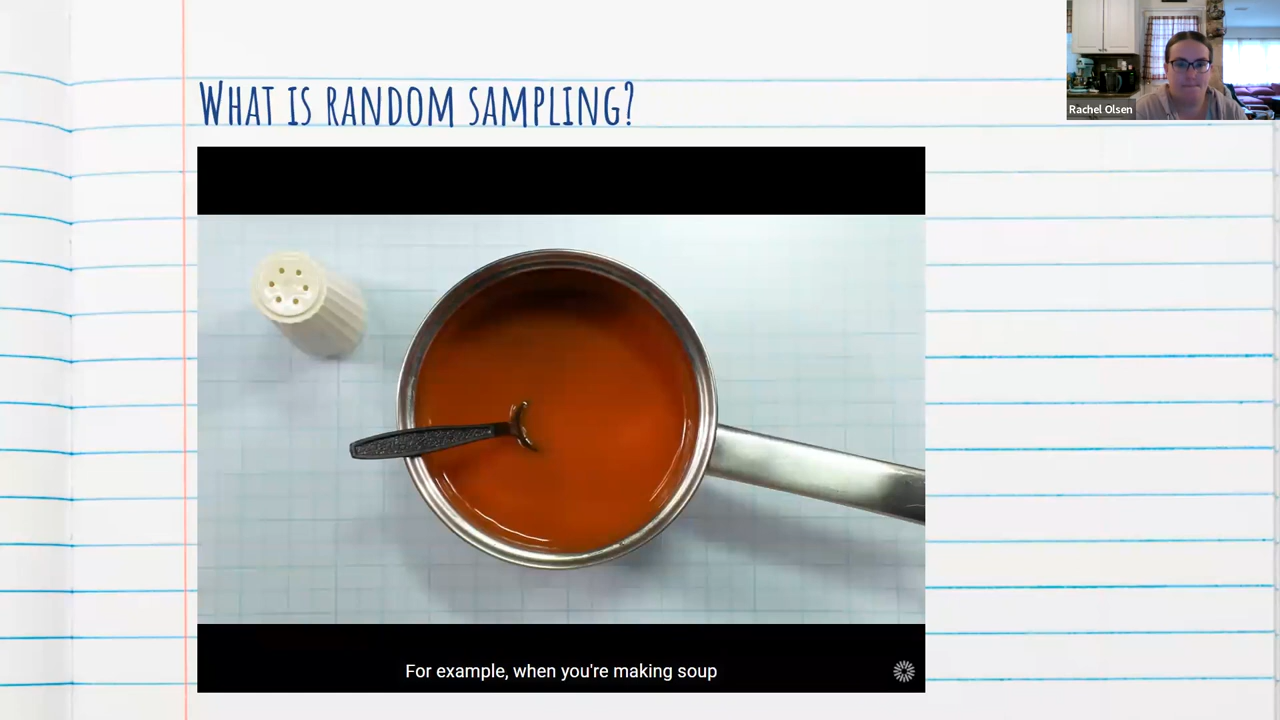 WHAT IS RANDOM SAMPLING?
Rachel Olsen
For example, when you're making soup